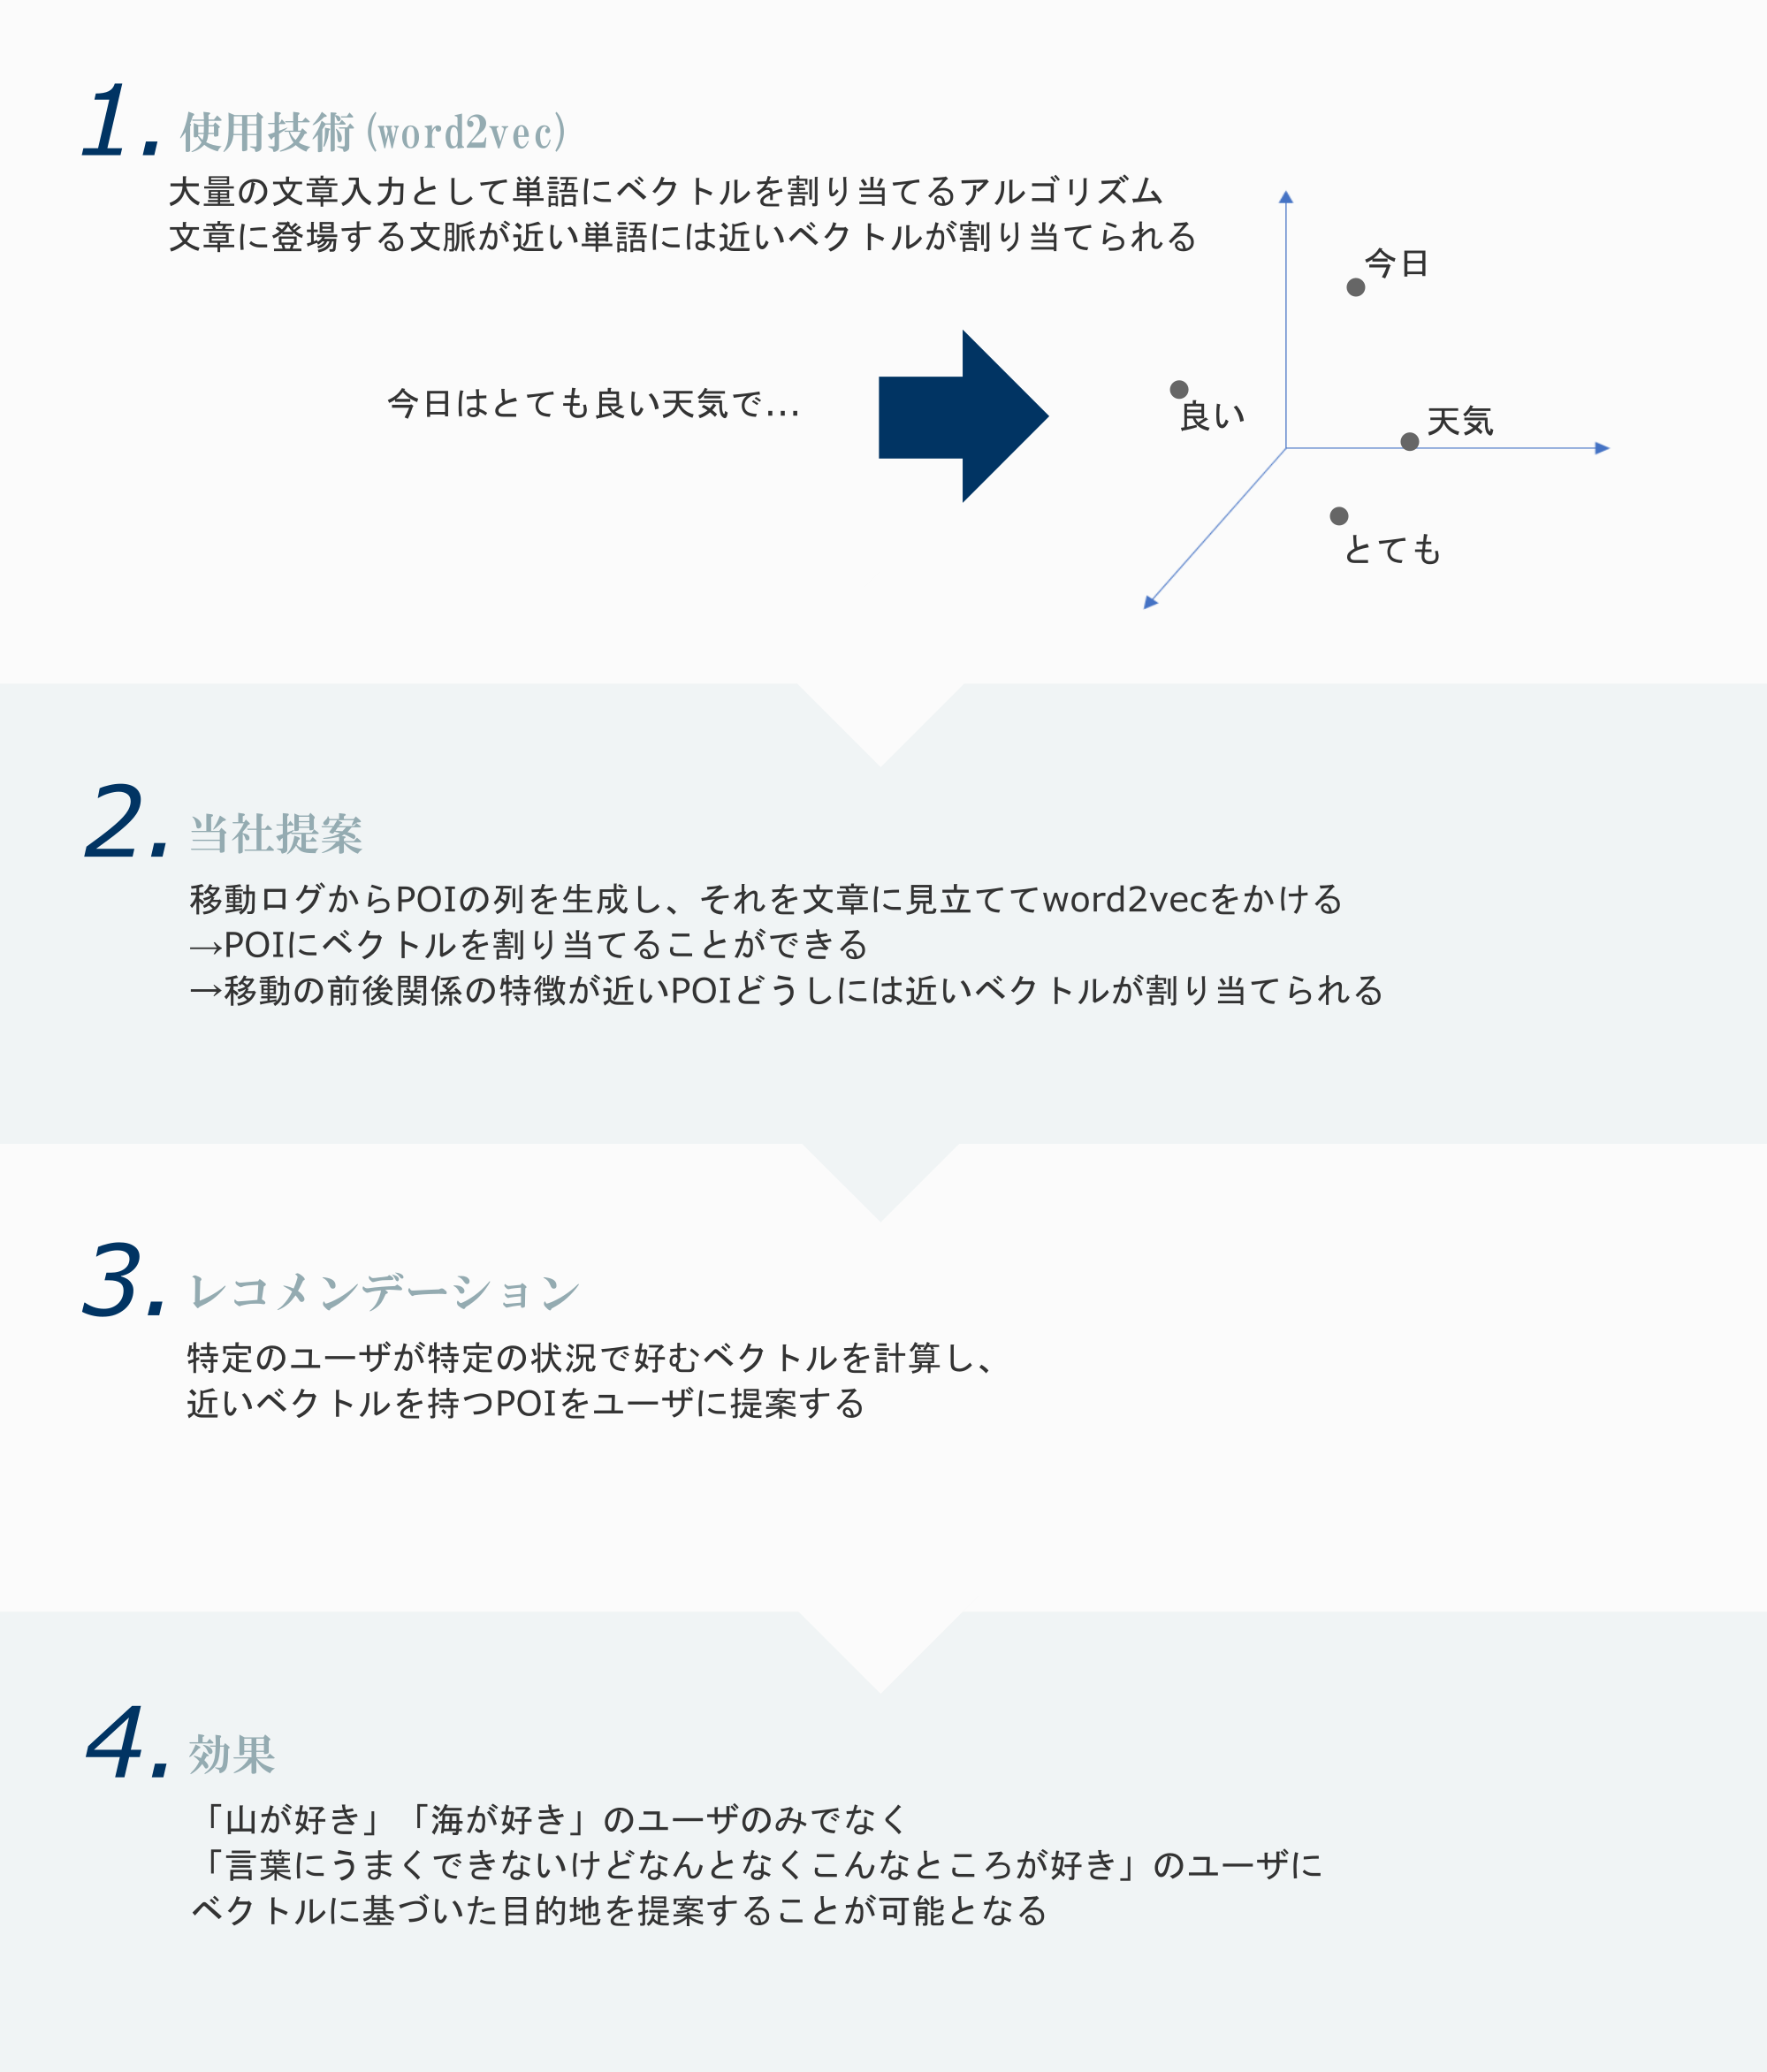 1. 使用技術(word2vec)
大量の文章入力として単語にベクトルを割り当てるアルゴリズム
文章に登場する文脈が近い単語には近いベクトルが割り当てられる
今日はとても良い天気で...
今日
良い
天気
とても
2. 当社提案
移動ログからPOIの列を生成し、それを文章に見立ててword2vecをかける
→POIにベクトルを割り当てることができる
→移動の前後関係の特徴が近いPOIどうしには近いベクトルが割り当てられる
3. レコメンデーション
特定のユーザが特定の状況で好むベクトルを計算し、
近いベクトルを持つPOIをユーザに提案する
4. 効果
「山が好き」「海が好き」のユーザのみでなく
「言葉にうまくできないけどなんとなくこんなところが好き」のユーザに
ベクトルに基づいた目的地を提案することが可能となる